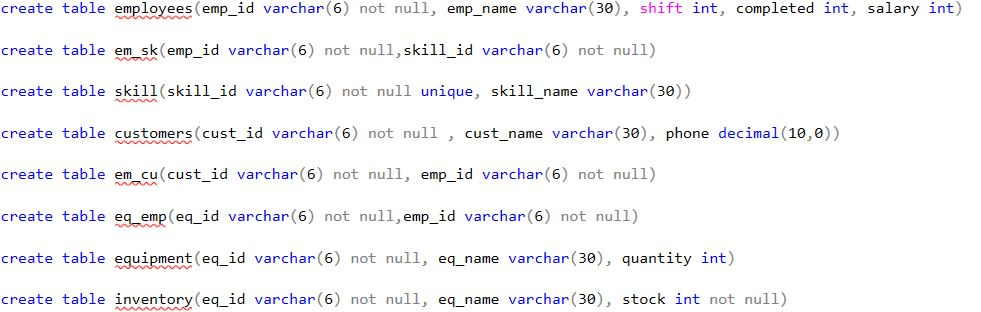 create table employees(emp_id varchar(6) not null, emp_name varchar(30), shift int, completed int, salary int)
create table em_sk(emp_id varchar(6) not null,skill_id varchar(6) not null)
create table skill(skill_id varchar(6) not null unique, skill_name varchar(30))
create table customers(cust_id varchar(6) not null , cust_name varchar(30), phone decimal(10,0))
create table em_cu(cust_id varchar(6) not null, emp_id varchar(6) not null)
create table eq_emp(eq_id varchar(6) not null,emp_id varchar(6) not null)
create table equipment(eq_id varchar(6) not null, eq_name varchar(30), quantity int)
create table inventory(eq_id varchar(6) not null, eq_name varchar(30), stock int not null)